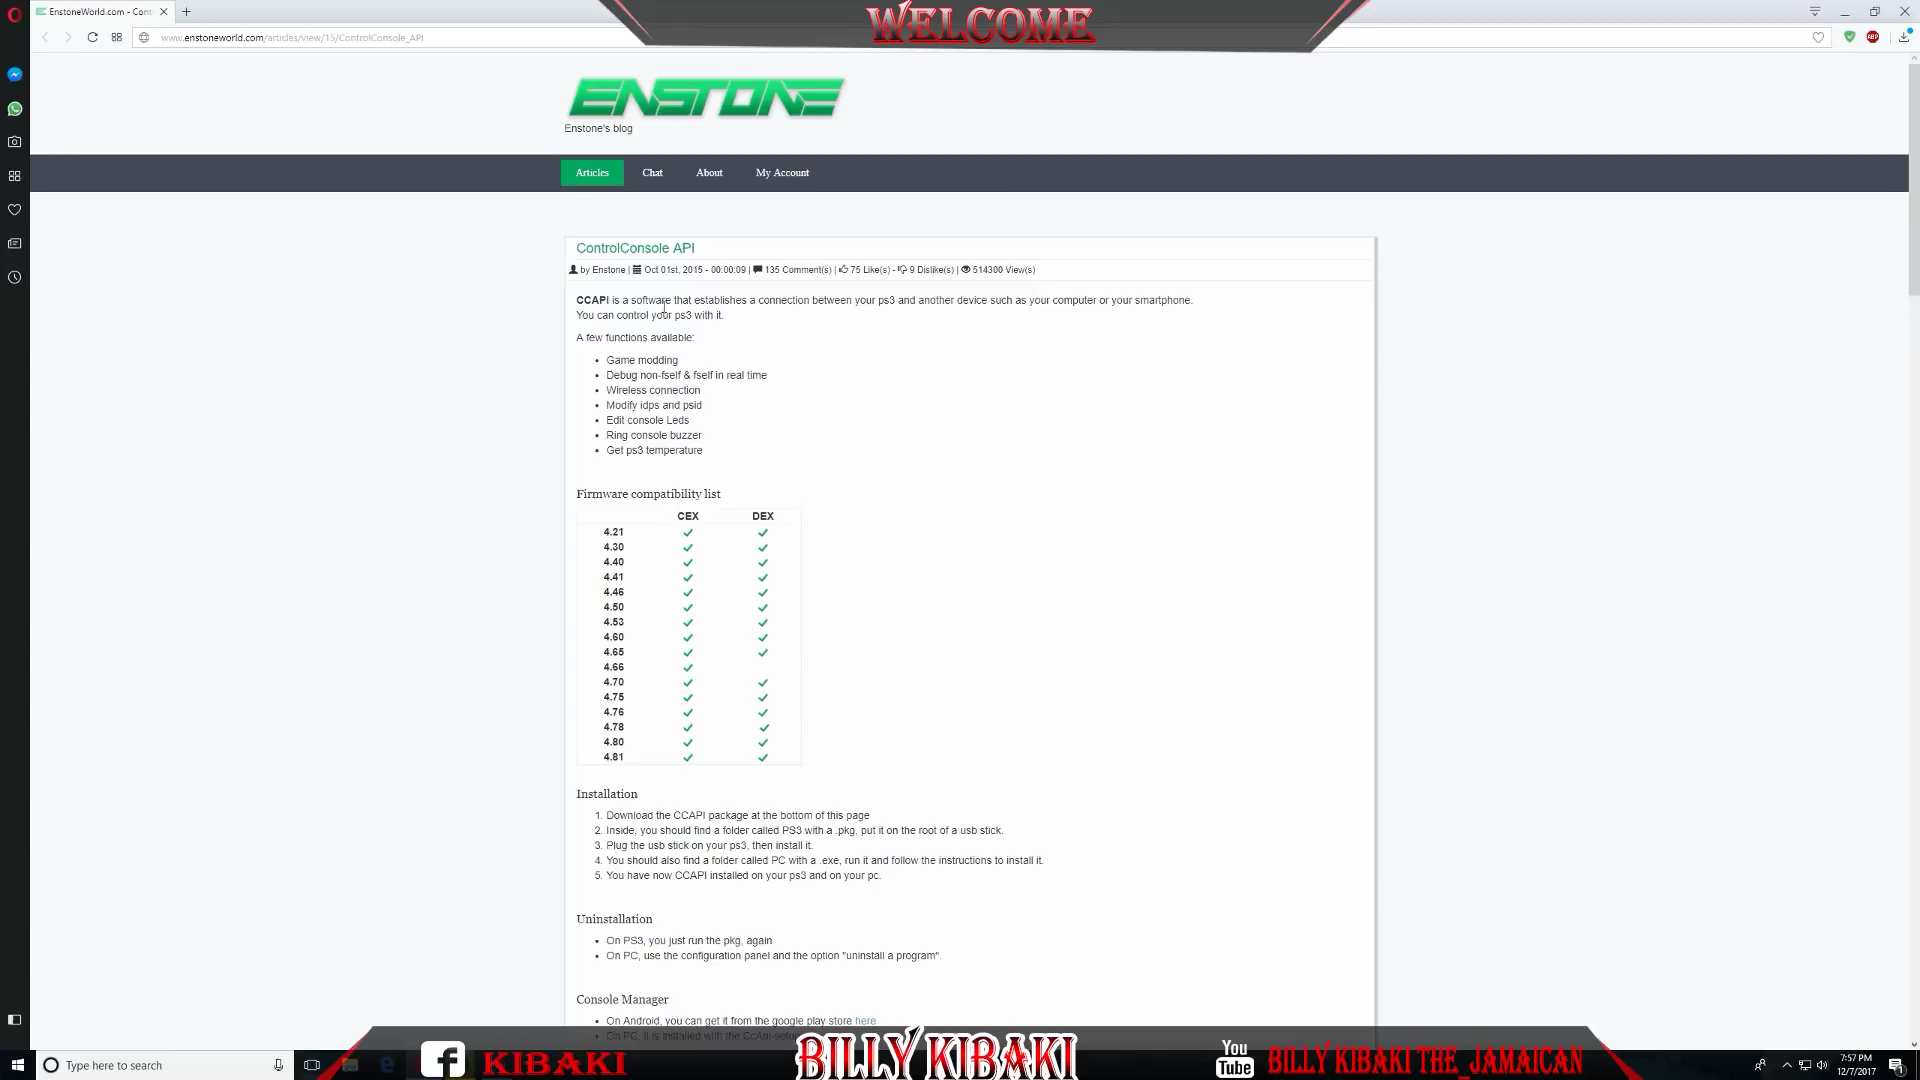 EnstoneWorld.com - Cont
WELCOME
www.enstoneworld.com/articles/view/15/ControlConsole_API
ABP
ENSTONE
Enstone's blog
Articles
Chat
About
My Account
ControlConsole API
by Enstone | Oct 01st, 2015 - 00:00:09 | 135 Comment(s) | 75 Like(s) - 9 Dislike(s) | 514300 View(s)
CCAPI is a software that establishes a connection between your ps3 and another device such as your computer or your smartphone.
You can control your ps3 with it.
A few functions available:
• Game modding
• Debug non-fself & fself in real time
• Wireless connection
• Modify idps and psid
• Edit console Leds
• Ring console buzzer
• Get ps3 temperature
Firmware compatibility list
CEX DEX
4.21 ✓ ✓
4.30 ✓ ✓
4.40 ✓ ✓
4.41 ✓ ✓
4.46 ✓ ✓
4.50 ✓ ✓
4.53 ✓ ✓
4.60 ✓ ✓
4.65 ✓ ✓
4.66 ✓
4.70 ✓ ✓
4.75 ✓ ✓
4.76 ✓ ✓
4.78 ✓ ✓
4.80 ✓ ✓
4.81 ✓ ✓
Installation
1. Download the CCAPI package at the bottom of this page
2. Inside, you should find a folder called PS3 with a .pkg, put it on the root of a usb stick.
3. Plug the usb stick on your ps3, then install it.
4. You should also find a folder called PC with a .exe, run it and follow the instructions to install it.
5. You have now CCAPI installed on your ps3 and on your pc.
Uninstallation
• On PS3, you just run the pkg, again
• On PC, use the configuration panel and the option "uninstall a program".
Console Manager
• On Android, you can get it from the google play store here
• On PC, it is installed with the CcApi-setup
Type here to search
KIBAKI
BILLY KIBAKI
You Tube
BILLY KIBAKI THE_JAMAICAN
7:57 PM
12/7/2017